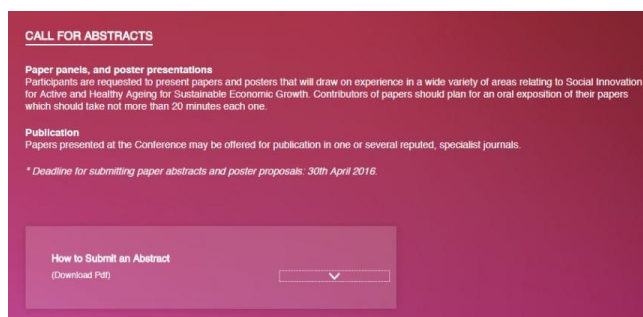 CALL FOR ABSTRACTS
Paper panels, and poster presentations
Participants are requested to present papers and posters that will draw on experience in a wide variety of areas relating to Social Innovation
for Active and Healthy Ageing for Sustainable Economic Growth. Contributors of papers should plan for an oral exposition of their papers
which should take not more than 20 minutes each one.
Publication
Papers presented at the Conference may be offered for publication in one or several reputed, specialist journals.
* Deadline for submitting paper abstracts and poster proposals: 30th April 2016.
How to Submit an Abstract
(Download Pdf)